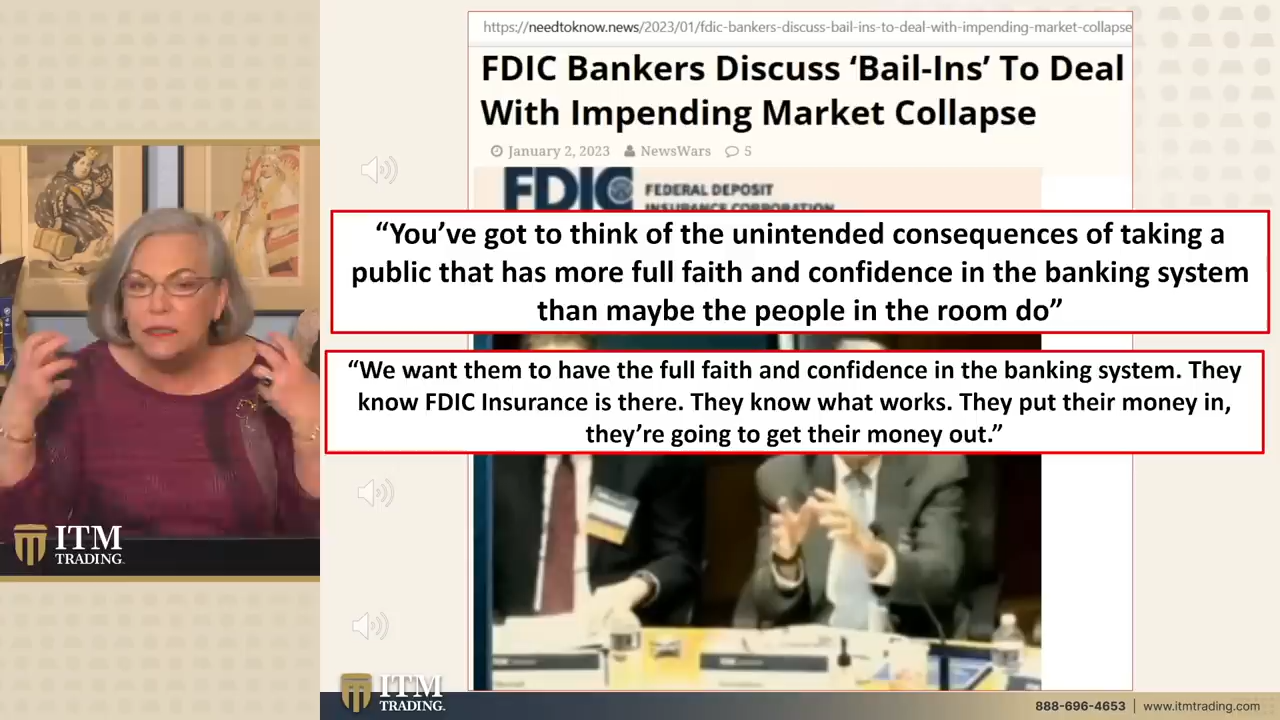 https://needtoknow.news/2023/01/fdic-bankers-discuss-bail-ins-to-deal-with-impending-market-collapse
FDIC Bankers Discuss ‘Bail-Ins’ To Deal
With Impending Market Collapse
January 2, 2023 NewsWars 5
FDIC FEDERAL DEPOSIT
INSURANCE CORPORATION
“You’ve got to think of the unintended consequences of taking a
public that has more full faith and confidence in the banking system
than maybe the people in the room do”
“We want them to have the full faith and confidence in the banking system. They
know FDIC Insurance is there. They know what works. They put their money in,
they’re going to get their money out.”
ITM
TRADING.
ITM
TRADING.
888-696-4653 | www.itmtrading.com